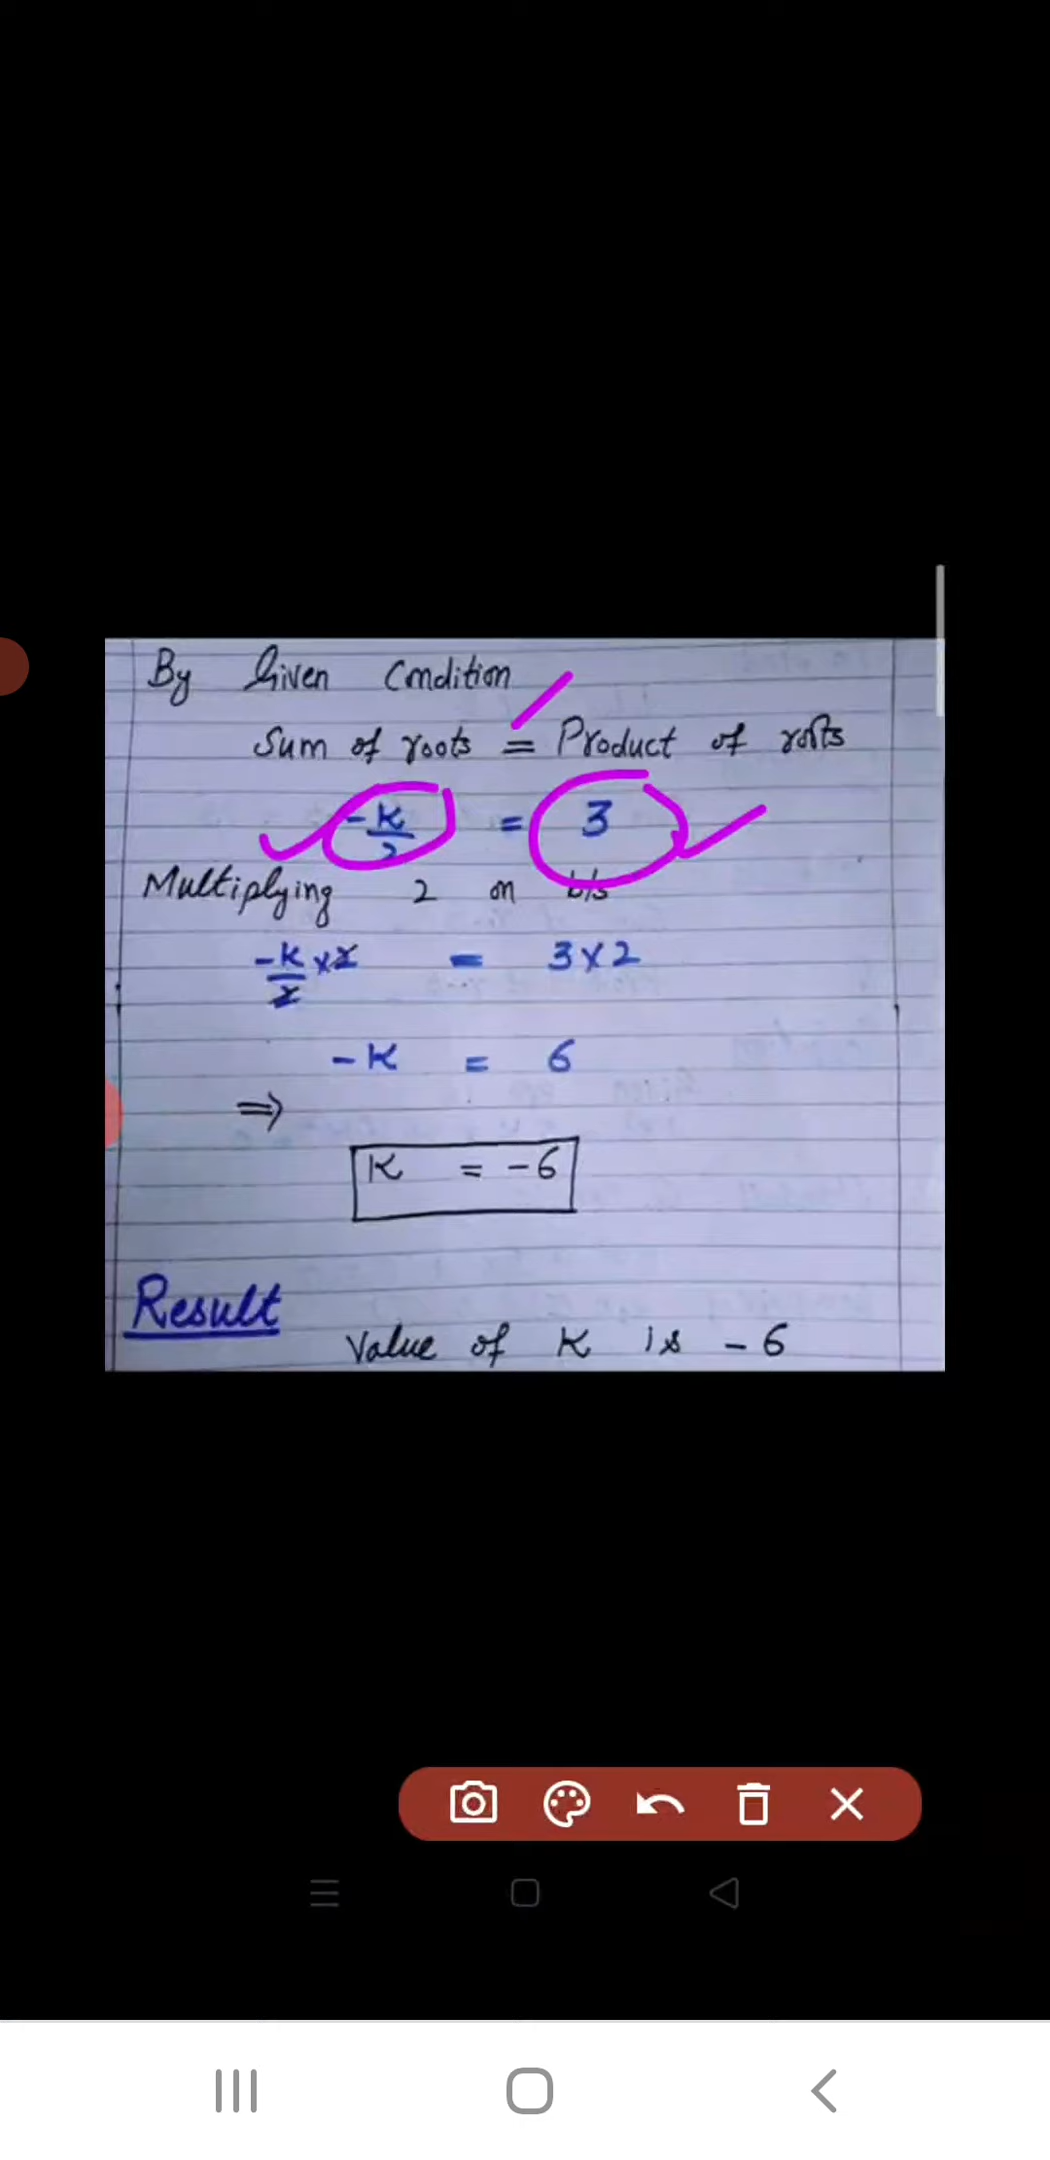 By Given Condition
Sum of roots = Product of roots
-K/2 = 3
Multiplying 2 on b/s
-K/2 x 2 = 3 x 2
-K = 6
⇒
K = -6
Result
Value of K is - 6